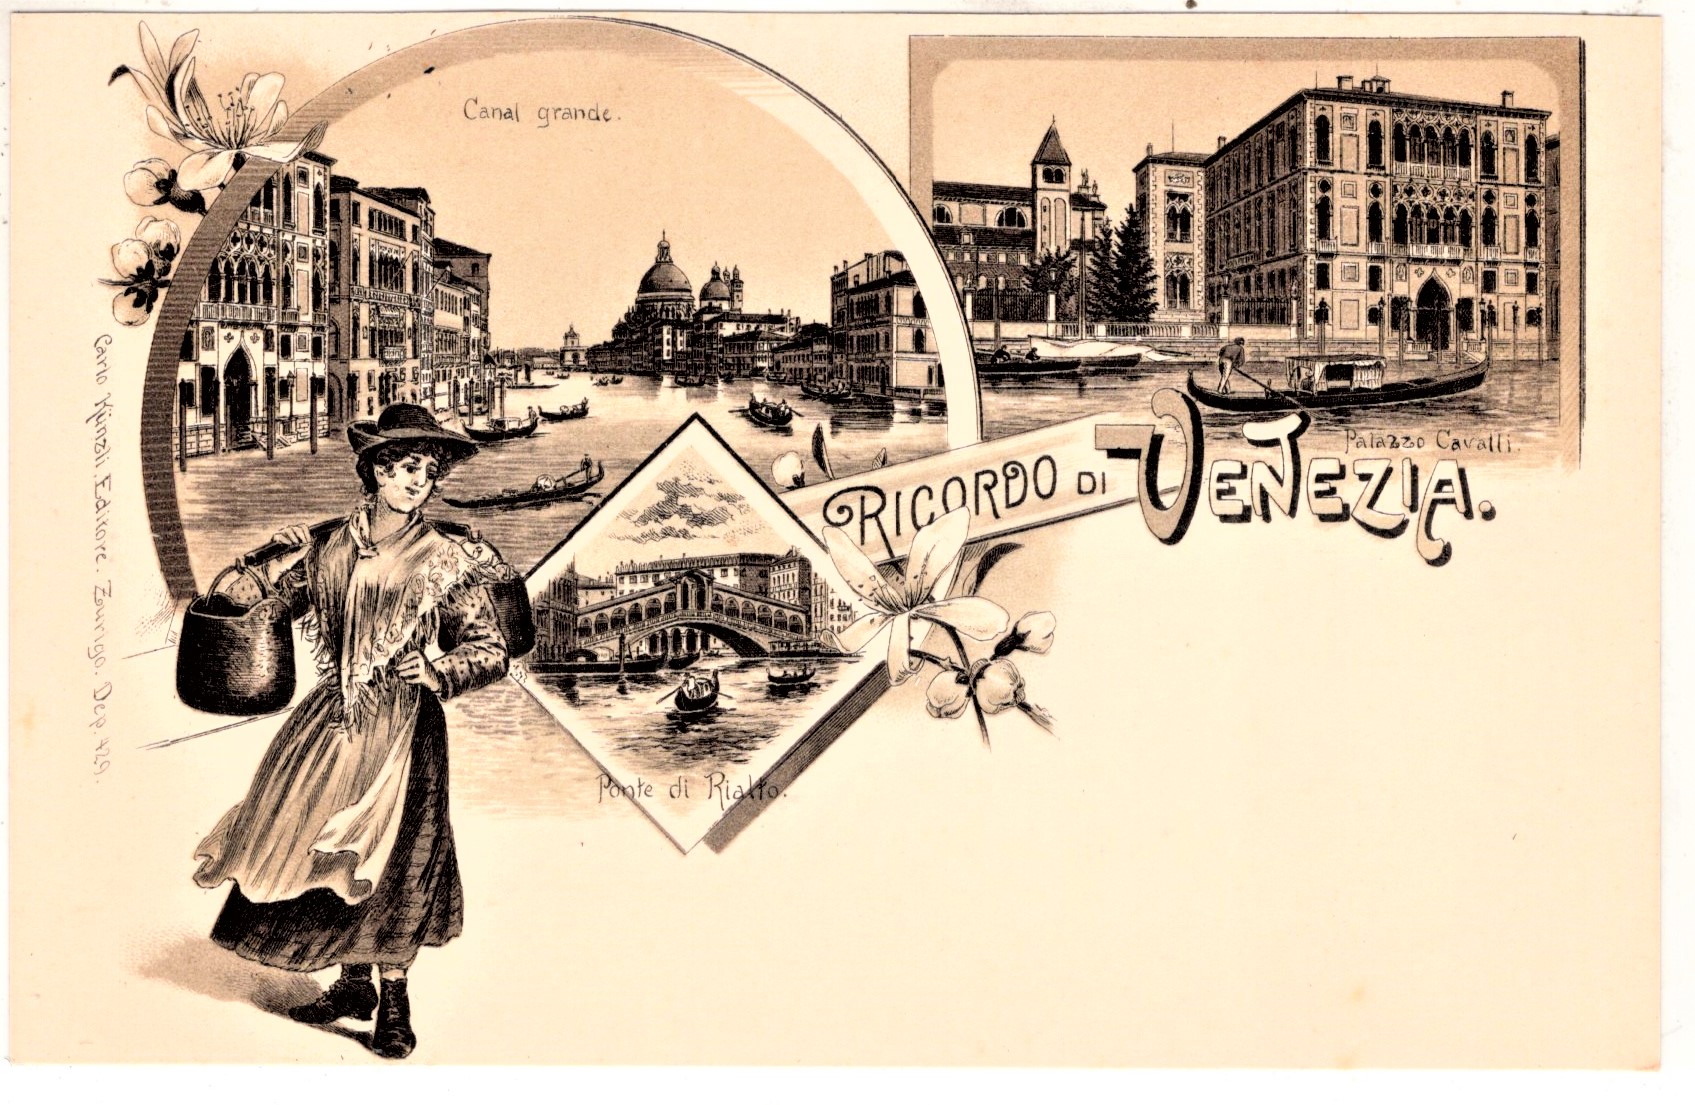 Canal grande.
Palazzo Cavalli.
RICORDO DI VENEZIA.
Ponte di Rialto.
Carlo Künzli Editore. Zurigo. Dep. 429.